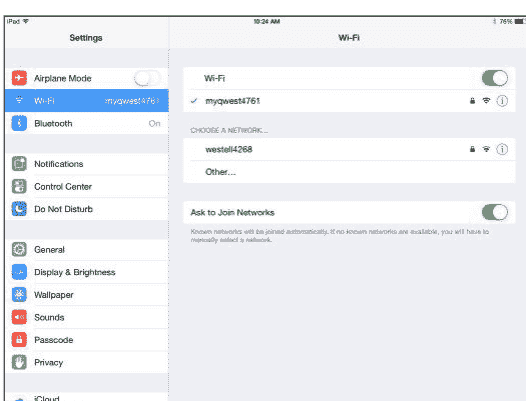 iPad 10:24 AM 76%
Settings
Wi-Fi
Airplane Mode
Wi-Fi myqwest4761
Bluetooth On
Notifications
Control Center
Do Not Disturb
General
Display & Brightness
Wallpaper
Sounds
Passcode
Privacy
iCloud
Wi-Fi
myqwest4761
CHOOSE A NETWORK...
westell4268
Other...
Ask to Join Networks
Known networks will be joined automatically. If no known networks are available, you will have to
manually select a network.